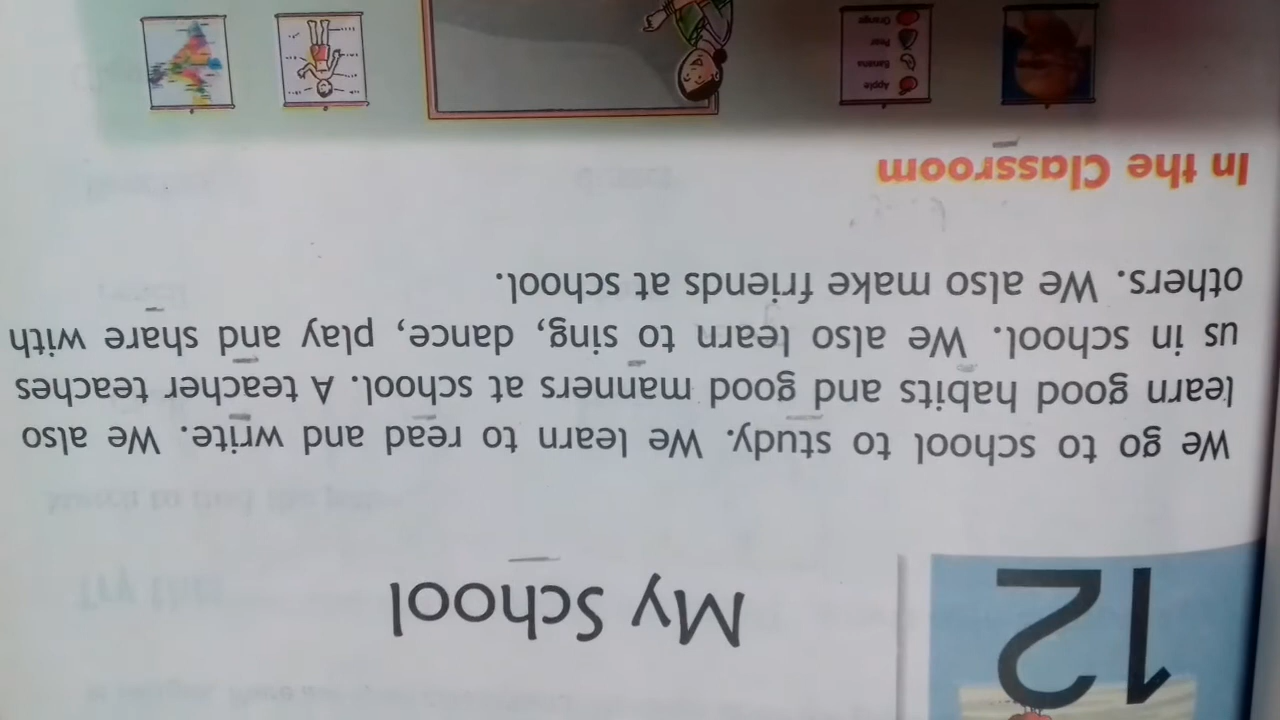 12
My School
We go to school to study. We learn to read and write. We also
learn good habits and good manners at school. A teacher teaches
us in school. We also learn to sing, dance, play and share with
others. We also make friends at school.
In the Classroom
Apple
Banana
Pear
Orange